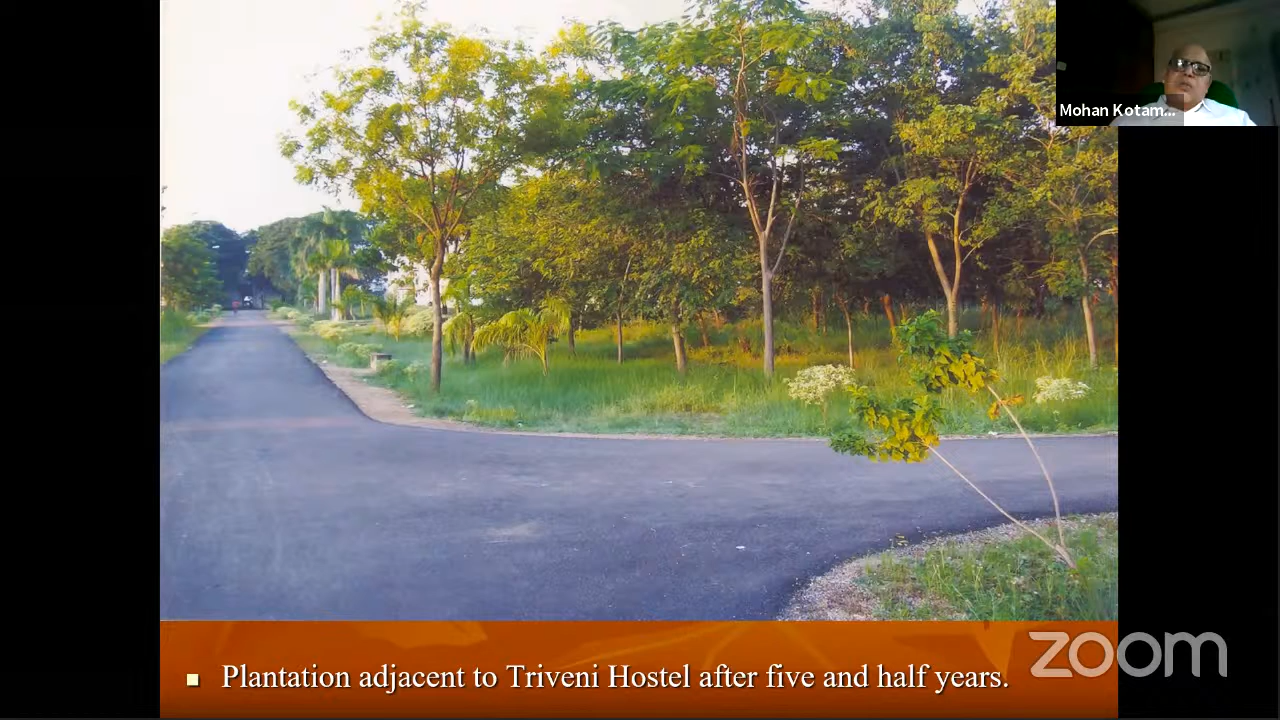 Mohan Kotam...
Plantation adjacent to Triveni Hostel after five and half years.
zoom